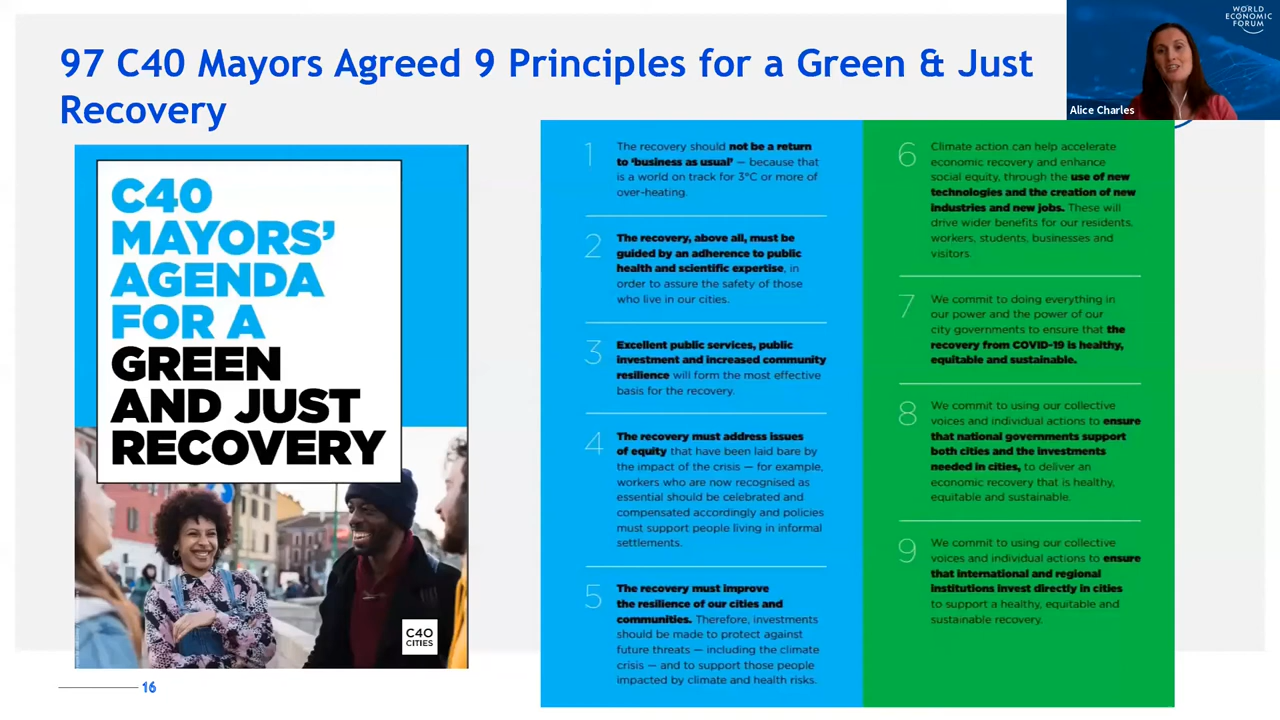 97 C40 Mayors Agreed 9 Principles for a Green & Just
Recovery
WORLD
ECONOMIC
FORUM
Alice Charles
C40
MAYORS’
AGENDA
FOR A
GREEN
AND JUST
RECOVERY
C40
CITIES
1
The recovery should not be a return
to ‘business as usual’ — because that
is a world on track for 3°C or more of
over-heating.
2
The recovery, above all, must be
guided by an adherence to public
health and scientific expertise, in
order to assure the safety of those
who live in our cities.
3
Excellent public services, public
investment and increased community
resilience will form the most effective
basis for the recovery.
4
The recovery must address issues
of equity that have been laid bare by
the impact of the crisis — for example,
workers who are now recognised as
essential should be celebrated and
compensated accordingly and policies
must support people living in informal
settlements.
5
The recovery must improve
the resilience of our cities and
communities. Therefore, investments
should be made to protect against
future threats — including the climate
crisis — and to support those people
impacted by climate and health risks.
6
Climate action can help accelerate
economic recovery and enhance
social equity, through the use of new
technologies and the creation of new
industries and new jobs. These will
drive wider benefits for our residents,
workers, students, businesses and
visitors.
7
We commit to doing everything in
our power and the power of our
city governments to ensure that the
recovery from COVID-19 is healthy,
equitable and sustainable.
8
We commit to using our collective
voices and individual actions to ensure
that national governments support
both cities and the investments
needed in cities, to deliver an
economic recovery that is healthy,
equitable and sustainable.
9
We commit to using our collective
voices and individual actions to ensure
that international and regional
institutions invest directly in cities
to support a healthy, equitable and
sustainable recovery.
16